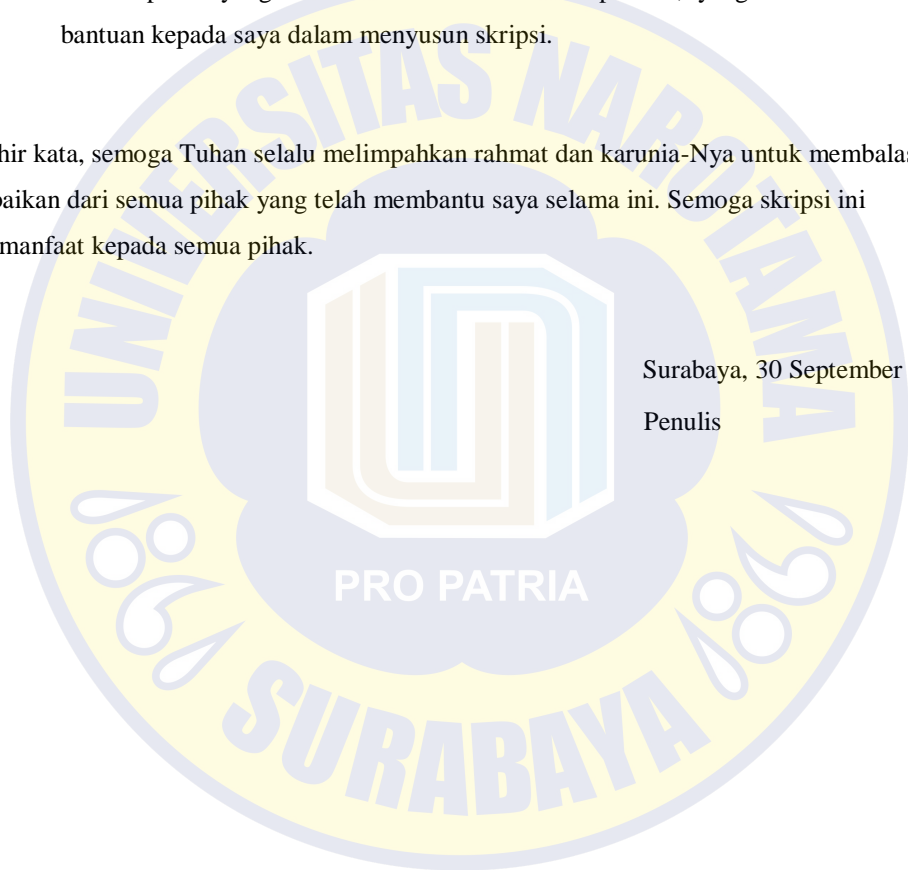 bantuan kepada saya dalam menyusun skripsi.
hir kata, semoga Tuhan selalu melimpahkan rahmat dan karunia-Nya untuk membalas
baikan dari semua pihak yang telah membantu saya selama ini. Semoga skripsi ini
manfaat kepada semua pihak.
Surabaya, 30 September
Penulis
UNIVERSITAS NAROTAMA
PRO PATRIA
SURABAYA